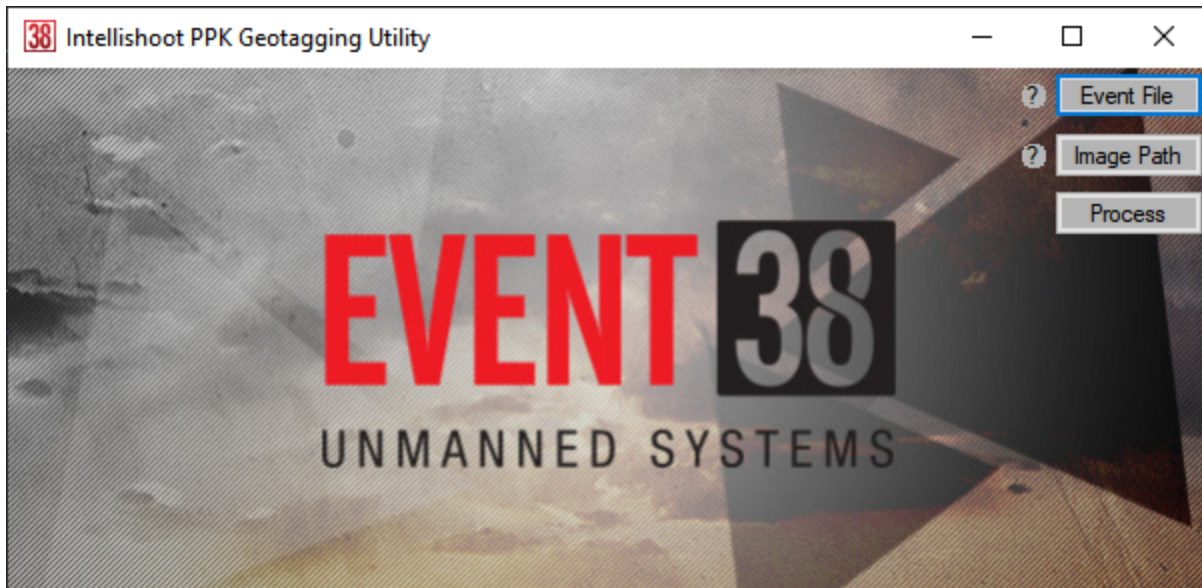 38 Intellishoot PPK Geotagging Utility
? Event File
? Image Path
Process
EVENT 38
UNMANNED SYSTEMS